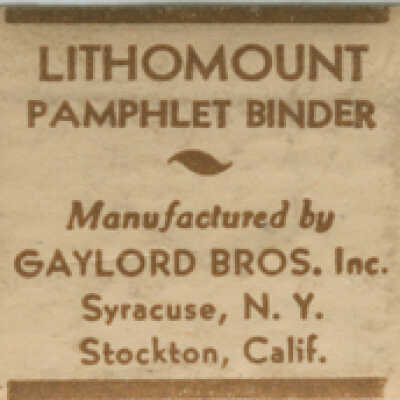 LITHOMOUNT
PAMPHLET BINDER
Manufactured by
GAYLORD BROS. Inc.
Syracuse, N. Y.
Stockton, Calif.